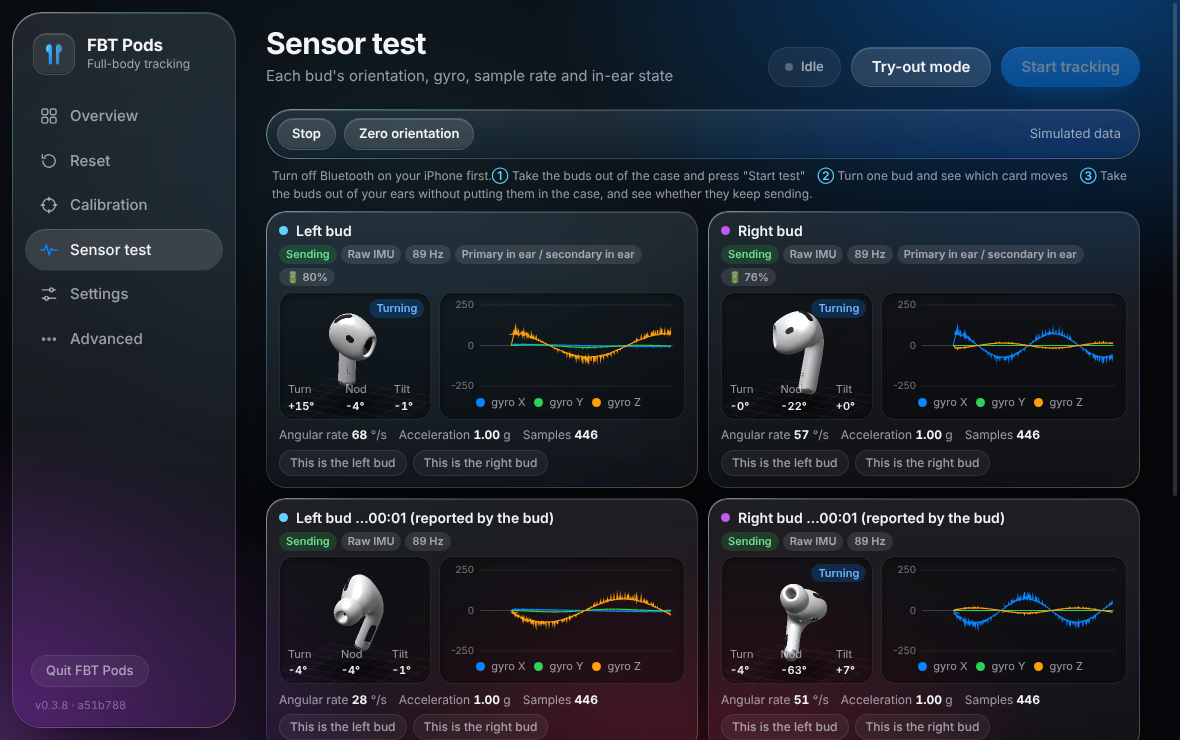 FBT Pods
Full-body tracking
Overview
Reset
Calibration
Sensor test
Settings
Advanced
Quit FBT Pods
v0.3.8 · a51b788
Sensor test
Each bud's orientation, gyro, sample rate and in-ear state
Idle
Try-out mode
Start tracking
Stop
Zero orientation
Simulated data
Turn off Bluetooth on your iPhone first. 1 Take the buds out of the case and press "Start test" 2 Turn one bud and see which card moves 3 Take
the buds out of your ears without putting them in the case, and see whether they keep sending.
Left bud
Sending Raw IMU 89 Hz Primary in ear / secondary in ear
80%
Turning
Turn Nod Tilt
+15° -4° -1°
250
0
-250
gyro X gyro Y gyro Z
Angular rate 68 °/s Acceleration 1.00 g Samples 446
This is the left bud This is the right bud
Right bud
Sending Raw IMU 89 Hz Primary in ear / secondary in ear
76%
Turning
Turn Nod Tilt
-0° -22° +0°
250
0
-250
gyro X gyro Y gyro Z
Angular rate 57 °/s Acceleration 1.00 g Samples 446
This is the left bud This is the right bud
Left bud …00:01 (reported by the bud)
Sending Raw IMU 89 Hz
Turn Nod Tilt
-4° -4° -1°
250
0
-250
gyro X gyro Y gyro Z
Angular rate 28 °/s Acceleration 1.00 g Samples 446
This is the left bud This is the right bud
Right bud …00:01 (reported by the bud)
Sending Raw IMU 89 Hz
Turning
Turn Nod Tilt
-4° -63° +7°
250
0
-250
gyro X gyro Y gyro Z
Angular rate 51 °/s Acceleration 1.00 g Samples 446
This is the left bud This is the right bud